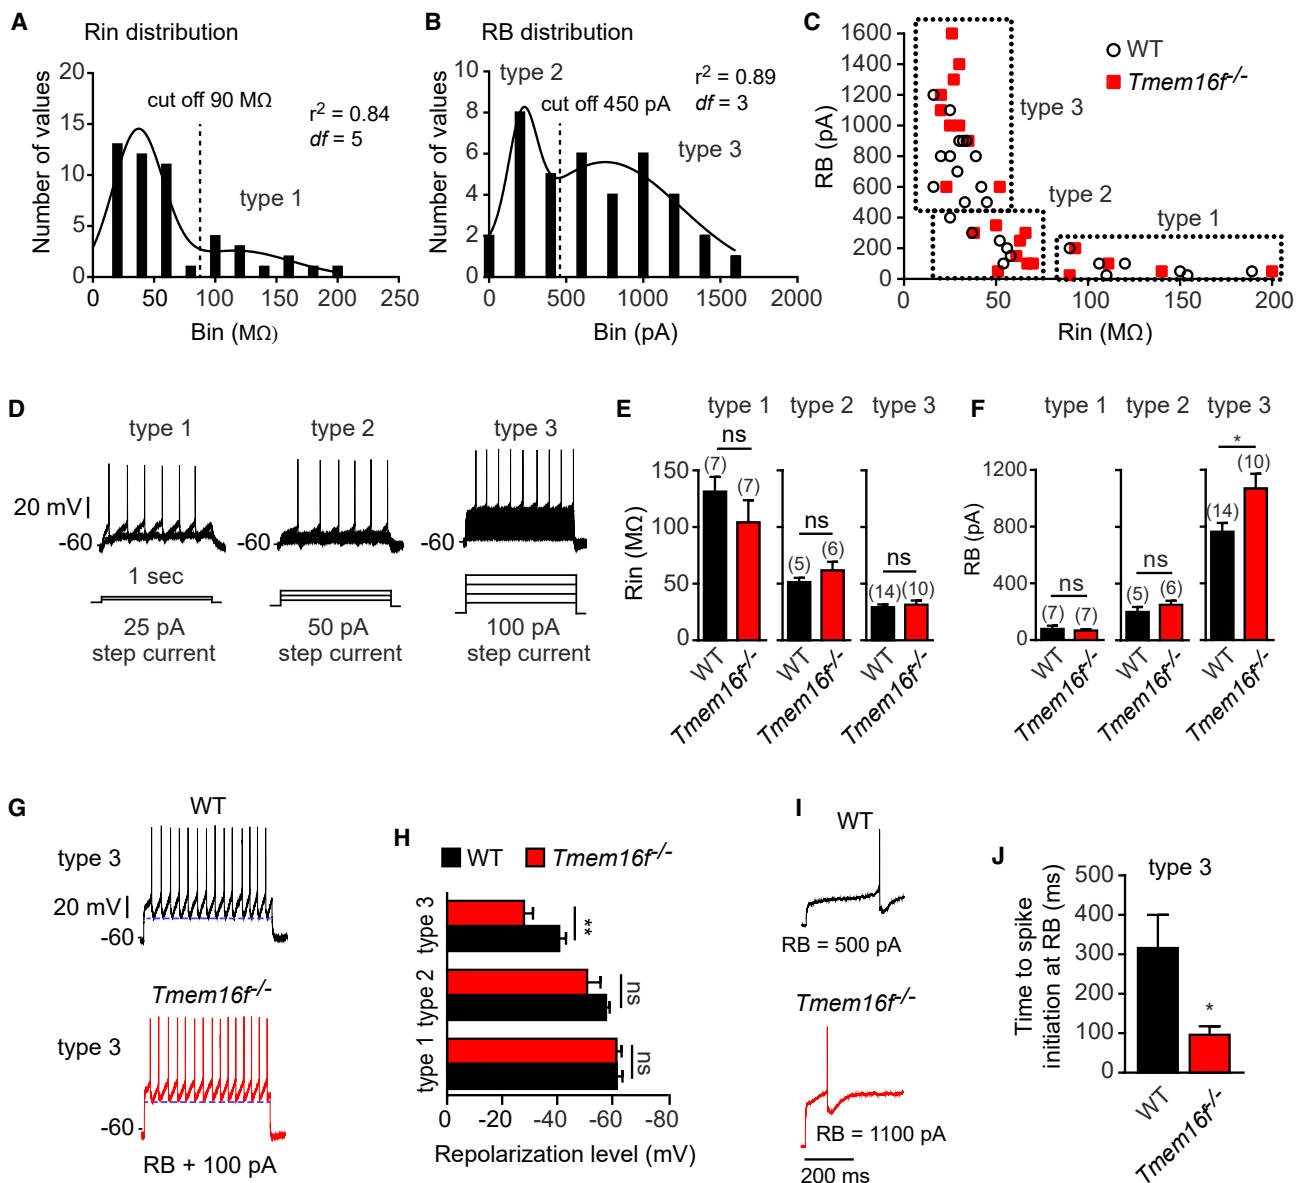 A
Rin distribution
Number of values
20
15
10
5
0
cut off 90 MΩ
r² = 0.84
df = 5
type 1
0 50 100 150 200 250
Bin (MΩ)
B
RB distribution
Number of values
10
8
6
4
2
0
type 2
cut off 450 pA
r² = 0.89
df = 3
type 3
0 500 1000 1500 2000
Bin (pA)
C
RB (pA)
1600
1400
1200
1000
800
600
400
200
0
WT
Tmem16f-/-
type 3
type 2
type 1
0 50 100 150 200
Rin (MΩ)
D
type 1 type 2 type 3
20 mV
-60 -60 -60
1 sec
25 pA 50 pA 100 pA
step current step current step current
E
type 1 type 2 type 3
Rin (MΩ)
150
100
50
0
ns ns ns
(7) (7) (5) (6) (14) (10)
WT Tmem16f-/- WT Tmem16f-/- WT Tmem16f-/-
F
type 1 type 2 type 3
RB (pA)
1200
800
400
0
ns ns *
(7) (7) (5) (6) (14) (10)
WT Tmem16f-/- WT Tmem16f-/- WT Tmem16f-/-
G
WT
type 3
20 mV
-60
Tmem16f-/-
type 3
-60
RB + 100 pA
H
WT Tmem16f-/-
type 3
type 2
type 1
**
ns
ns
0 -20 -40 -60 -80
Repolarization level (mV)
I
WT
RB = 500 pA
Tmem16f-/-
RB = 1100 pA
200 ms
J
type 3
Time to spike
initiation at RB (ms)
500
400
300
200
100
0
*
WT
Tmem16f-/-